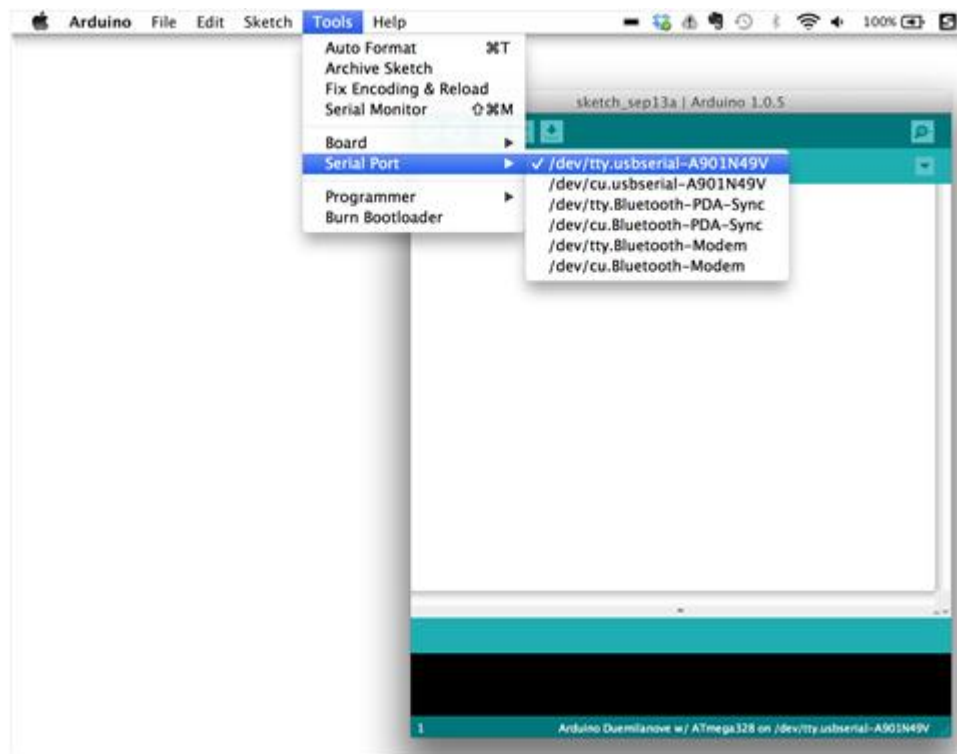 Arduino File Edit Sketch Tools Help 100%
Auto Format ⌘T
Archive Sketch
Fix Encoding & Reload
Serial Monitor ⇧⌘M
Board
Serial Port
Programmer
Burn Bootloader
sketch_sep13a | Arduino 1.0.5
✓ /dev/tty.usbserial-A901N49V
/dev/cu.usbserial-A901N49V
/dev/tty.Bluetooth-PDA-Sync
/dev/cu.Bluetooth-PDA-Sync
/dev/tty.Bluetooth-Modem
/dev/cu.Bluetooth-Modem
1 Arduino Duemilanove w/ ATmega328 on /dev/tty.usbserial-A901N49V